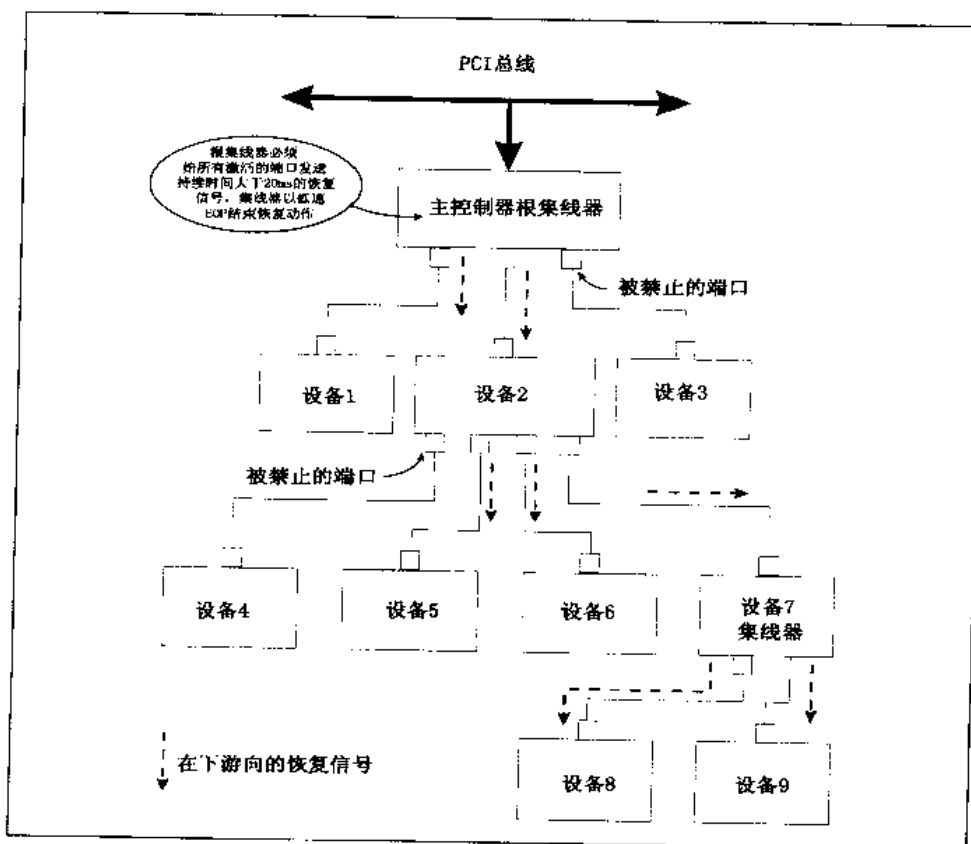 PCI总线
根集线器必须
给所有激活的端口发送
持续时间大于20ms的恢复
信号，集线器以低速
EOP结束恢复动作
主控制器根集线器
被禁止的端口
设备1
设备2
设备3
被禁止的端口
设备4
设备5
设备6
设备7
集线器
在下游向的恢复信号
设备8
设备9